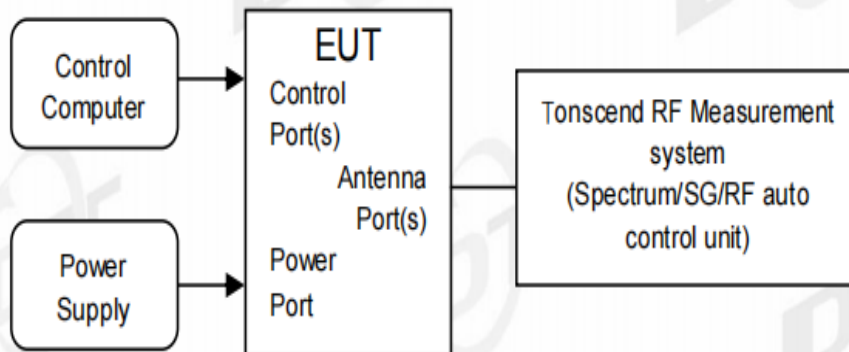 Control
Computer
Power
Supply
EUT
Control
Port(s)
Antenna
Port(s)
Power
Port
Tonscend RF Measurement
system
(Spectrum/SG/RF auto
control unit)